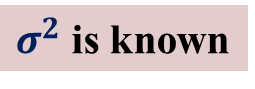 σ² is known